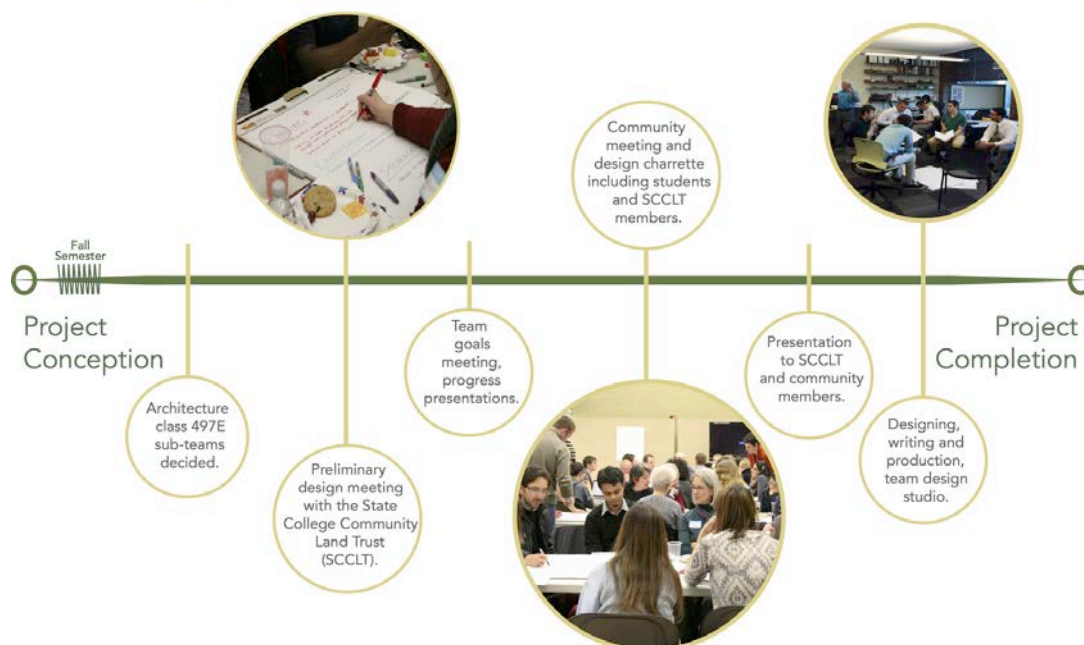 Fall
Semester
Project
Conception
Architecture
class 497E
sub-teams
decided.
Preliminary
design meeting
with the State
College Community
Land Trust
(SCCLT).
Team
goals
meeting,
progress
presentations.
Community
meeting and
design charrette
including students
and SCCLT
members.
Presentation
to SCCLT
and community
members.
Designing,
writing and
production,
team design
studio.
Project
Completion